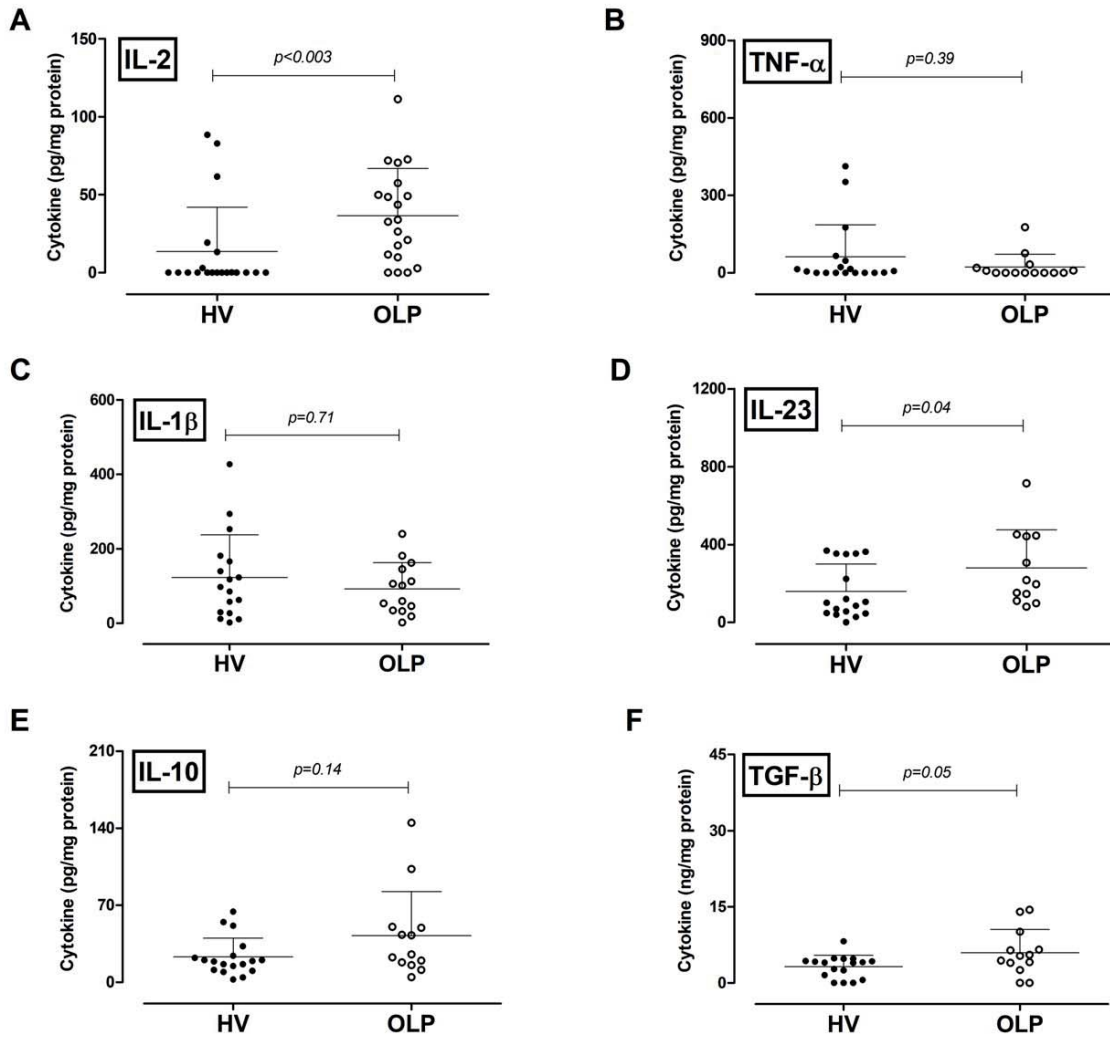 A
IL-2
p<0.003
Cytokine (pg/mg protein)
150
100
50
0
HV
OLP
B
TNF-α
p=0.39
Cytokine (pg/mg protein)
900
600
300
0
HV
OLP
C
IL-1β
p=0.71
Cytokine (pg/mg protein)
600
400
200
0
HV
OLP
D
IL-23
p=0.04
Cytokine (pg/mg protein)
1200
800
400
0
HV
OLP
E
IL-10
p=0.14
Cytokine (pg/mg protein)
210
140
70
0
HV
OLP
F
TGF-β
p=0.05
Cytokine (ng/mg protein)
45
30
15
0
HV
OLP